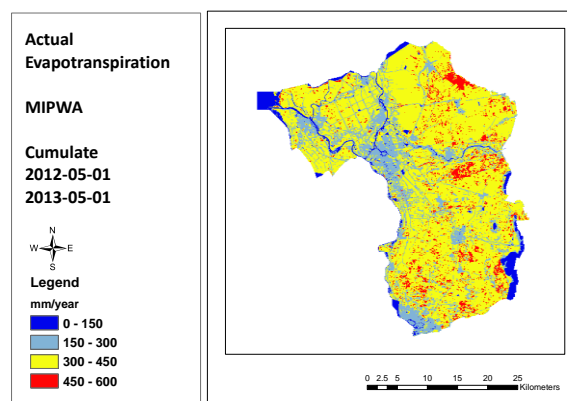 Actual
Evapotranspiration
MIPWA
Cumulate
2012-05-01
2013-05-01
N
W E
S
Legend
mm/year
0 - 150
150 - 300
300 - 450
450 - 600
0 2.5 5 10 15 20 25
Kilometers